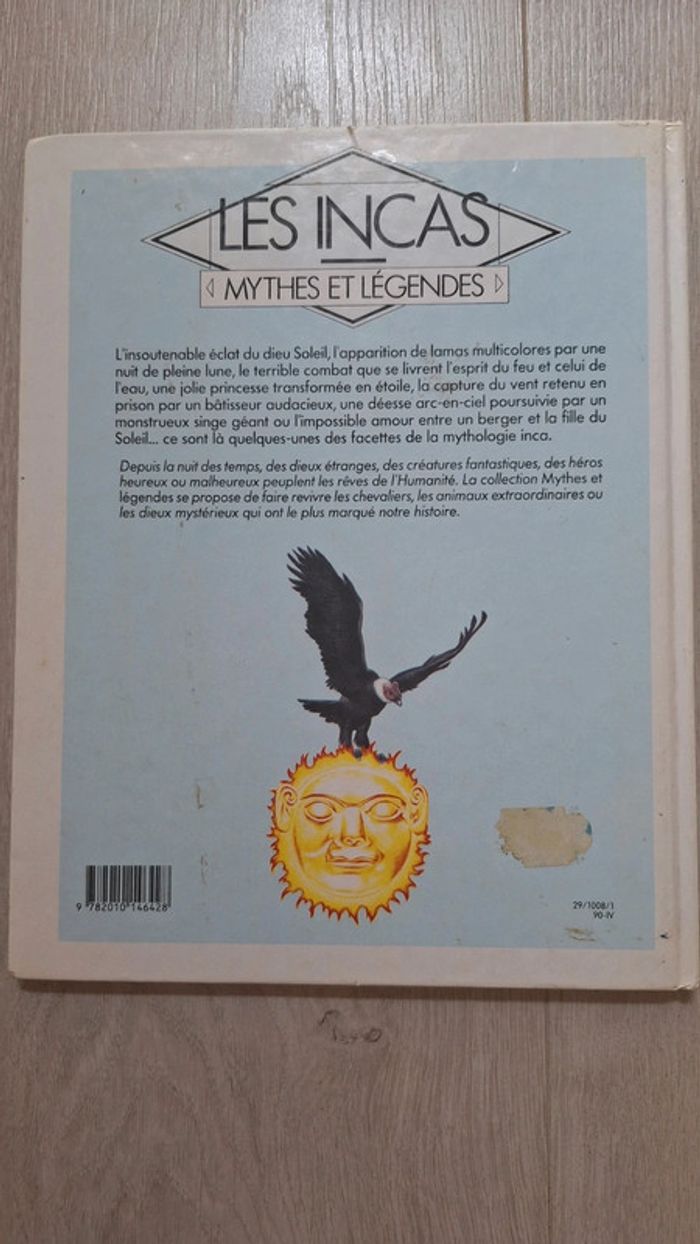 LES INCAS
MYTHES ET LÉGENDES
L'insoutenable éclat du dieu Soleil, l'apparition de lamas multicolores par une
nuit de pleine lune, le terrible combat que se livrent l'esprit du feu et celui de
l'eau, une jolie princesse transformée en étoile, la capture du vent retenu en
prison par un bâtisseur audacieux, une déesse arc-en-ciel poursuivie par un
monstrueux singe géant ou l'impossible amour entre un berger et la fille du
Soleil... ce sont là quelques-unes des facettes de la mythologie inca.
Depuis la nuit des temps, des dieux étranges, des créatures fantastiques, des héros
heureux ou malheureux peuplent les rêves de l'Humanité. La collection Mythes et
légendes se propose de faire revivre les chevaliers, les animaux extraordinaires ou
les dieux mystérieux qui ont le plus marqué notre histoire.
9 782010 146428
29/1008/1
90-IV